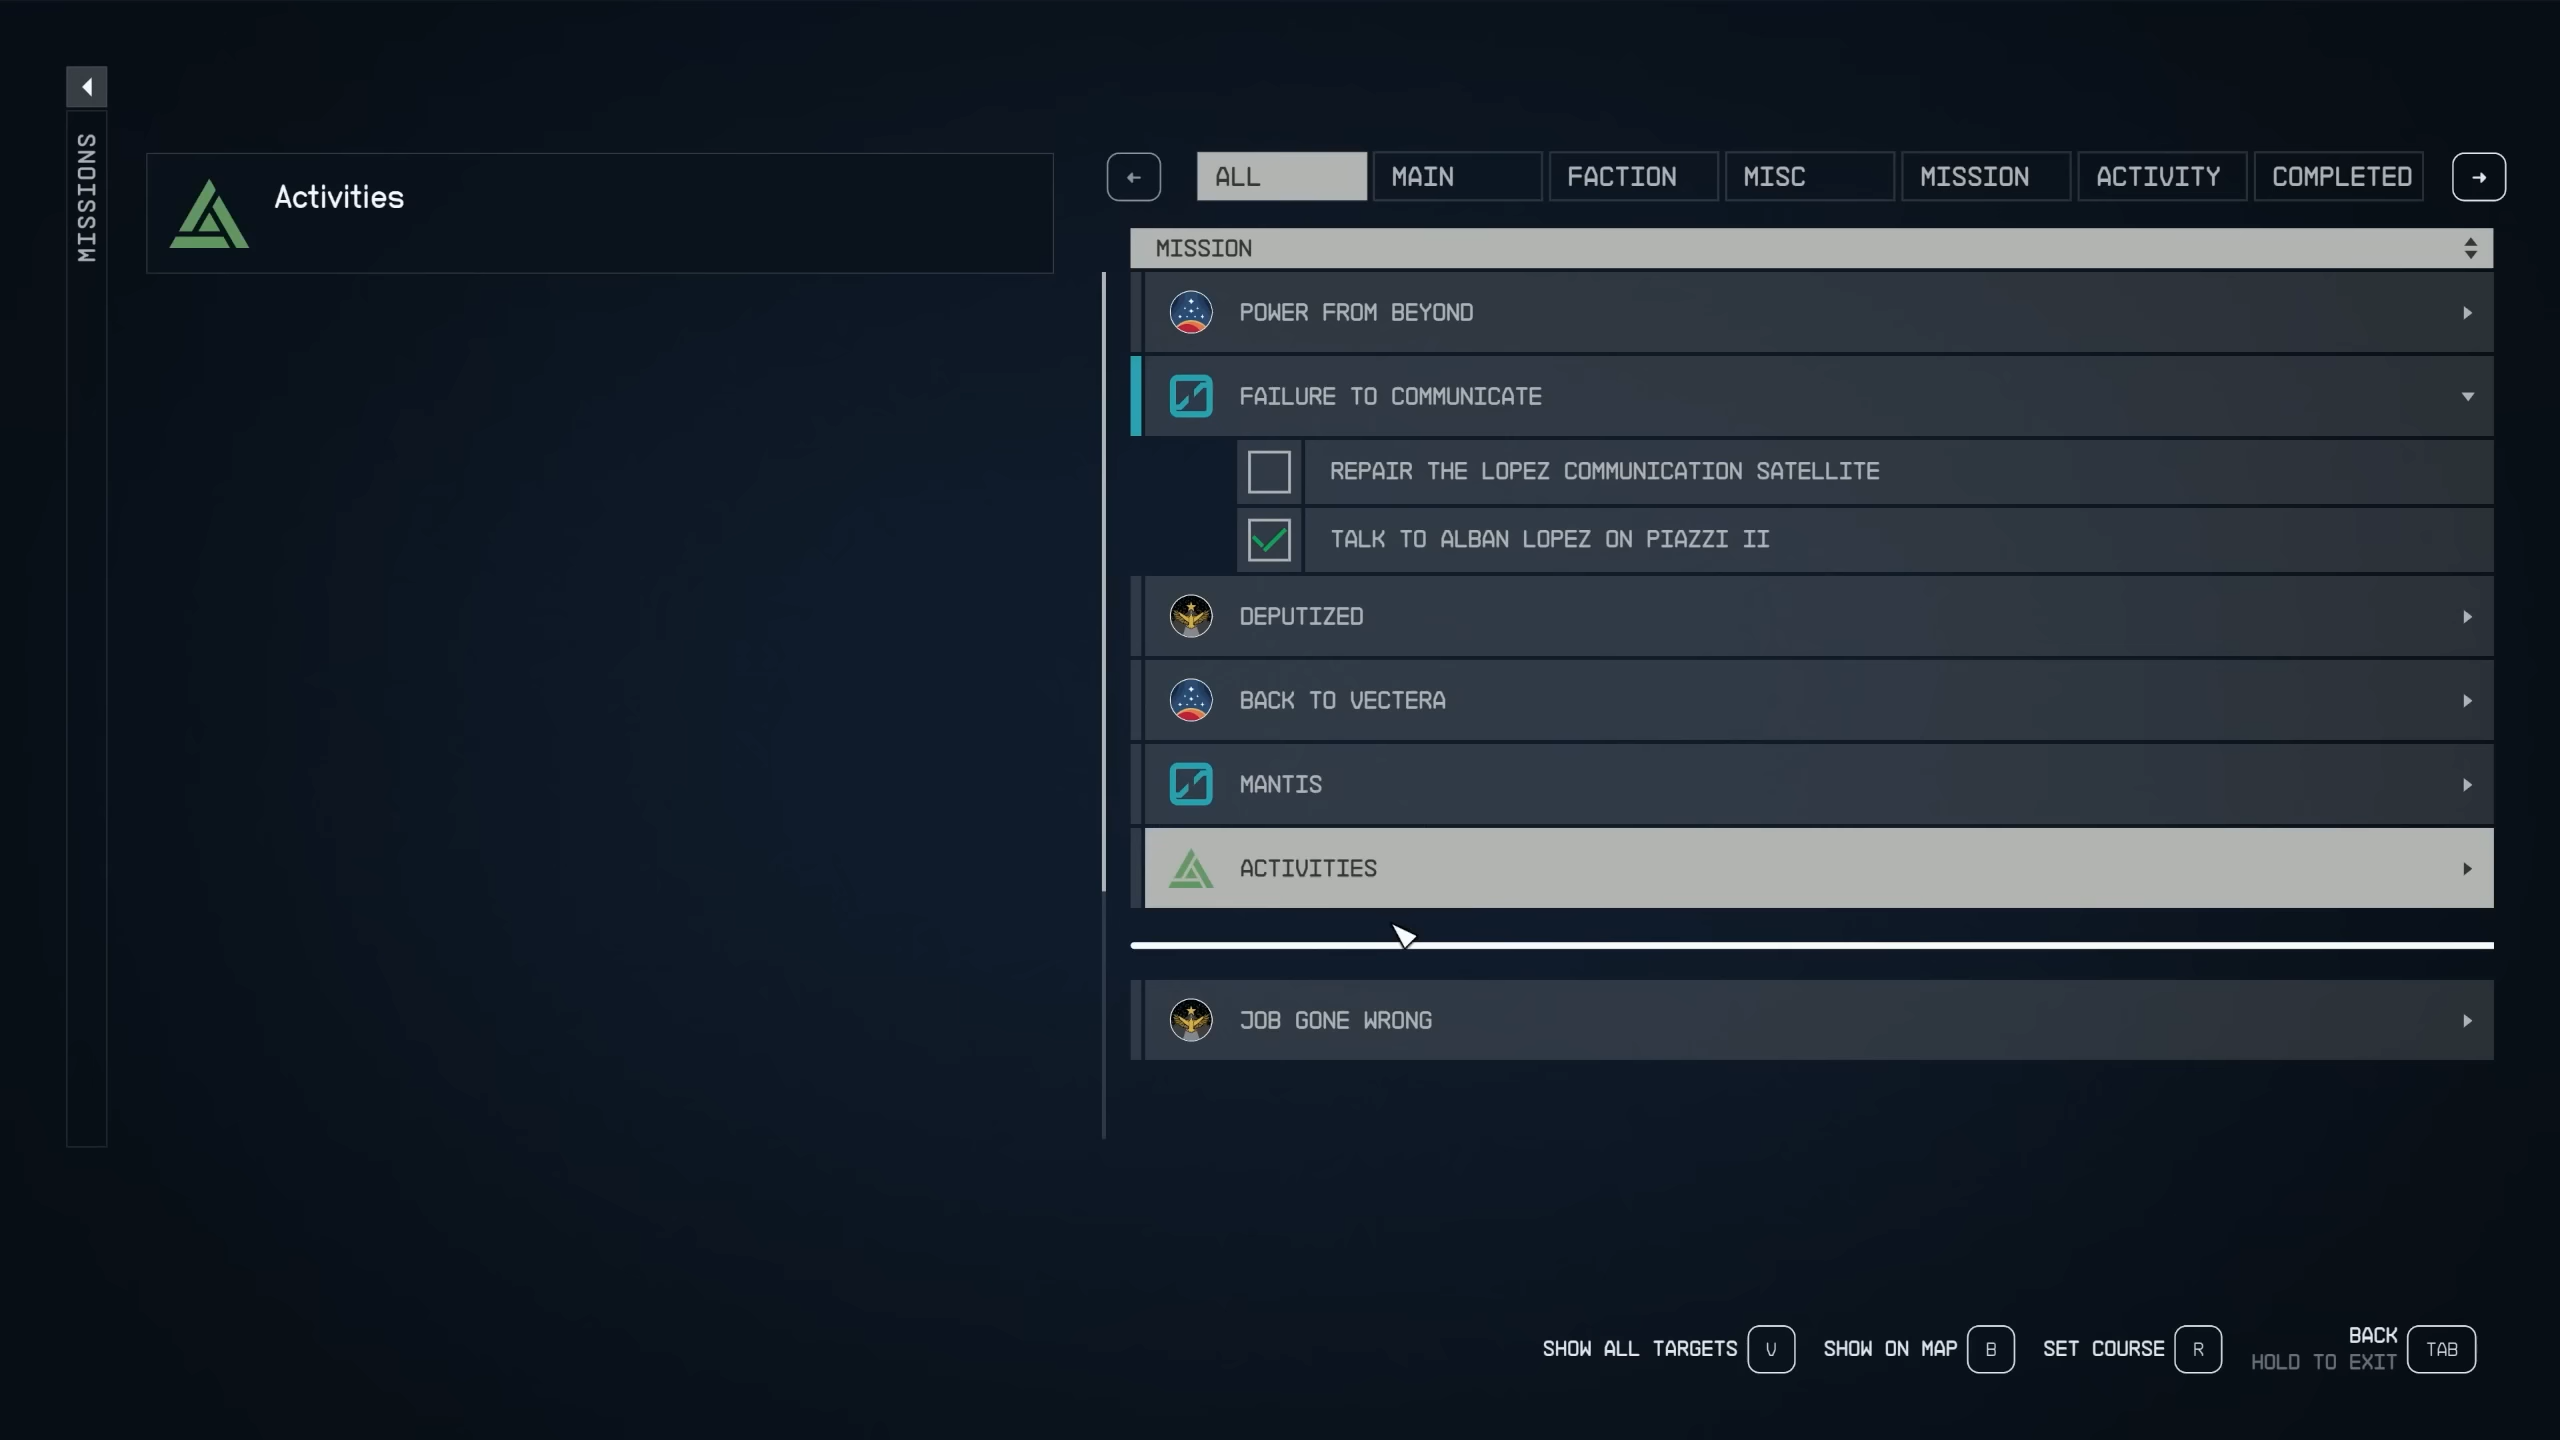 MISSIONS
Activities
ALL
MAIN
FACTION
MISC
MISSION
ACTIVITY
COMPLETED
MISSION
POWER FROM BEYOND
FAILURE TO COMMUNICATE
REPAIR THE LOPEZ COMMUNICATION SATELLITE
TALK TO ALBAN LOPEZ ON PIAZZI II
DEPUTIZED
BACK TO VECTERA
MANTIS
ACTIVITIES
JOB GONE WRONG
SHOW ALL TARGETS V
SHOW ON MAP B
SET COURSE R
BACK
HOLD TO EXIT
TAB